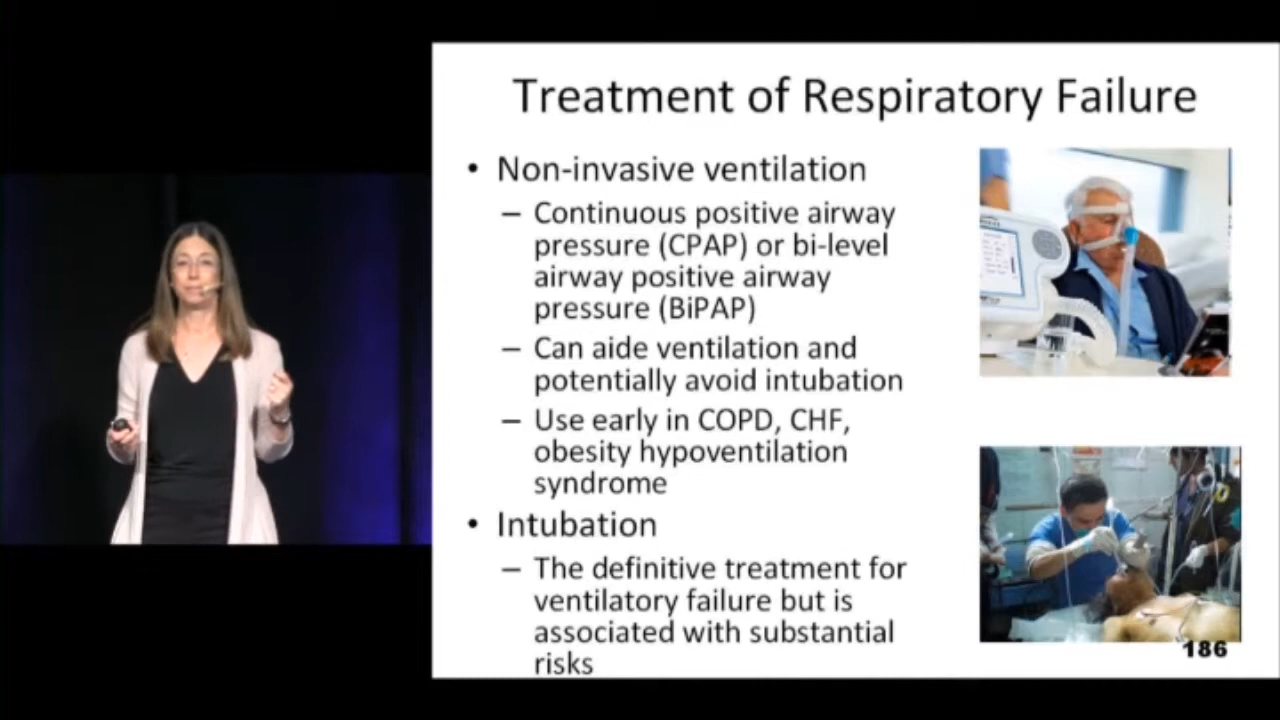 Treatment of Respiratory Failure
• Non-invasive ventilation
– Continuous positive airway
pressure (CPAP) or bi-level
airway positive airway
pressure (BiPAP)
– Can aide ventilation and
potentially avoid intubation
– Use early in COPD, CHF,
obesity hypoventilation
syndrome
• Intubation
– The definitive treatment for
ventilatory failure but is
associated with substantial
risks
186